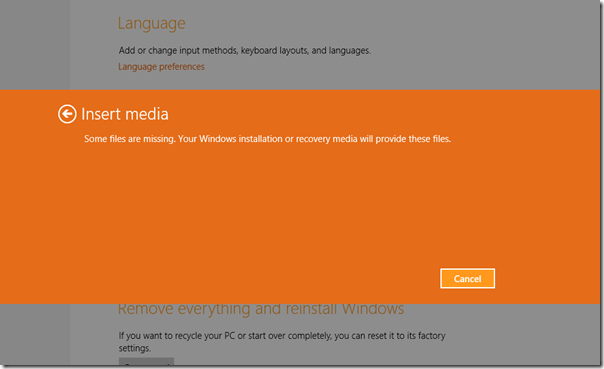 Language
Add or change input methods, keyboard layouts, and languages.
Language preferences
Insert media
Some files are missing. Your Windows installation or recovery media will provide these files.
Cancel
Remove everything and reinstall Windows
If you want to recycle your PC or start over completely, you can reset it to its factory
settings.